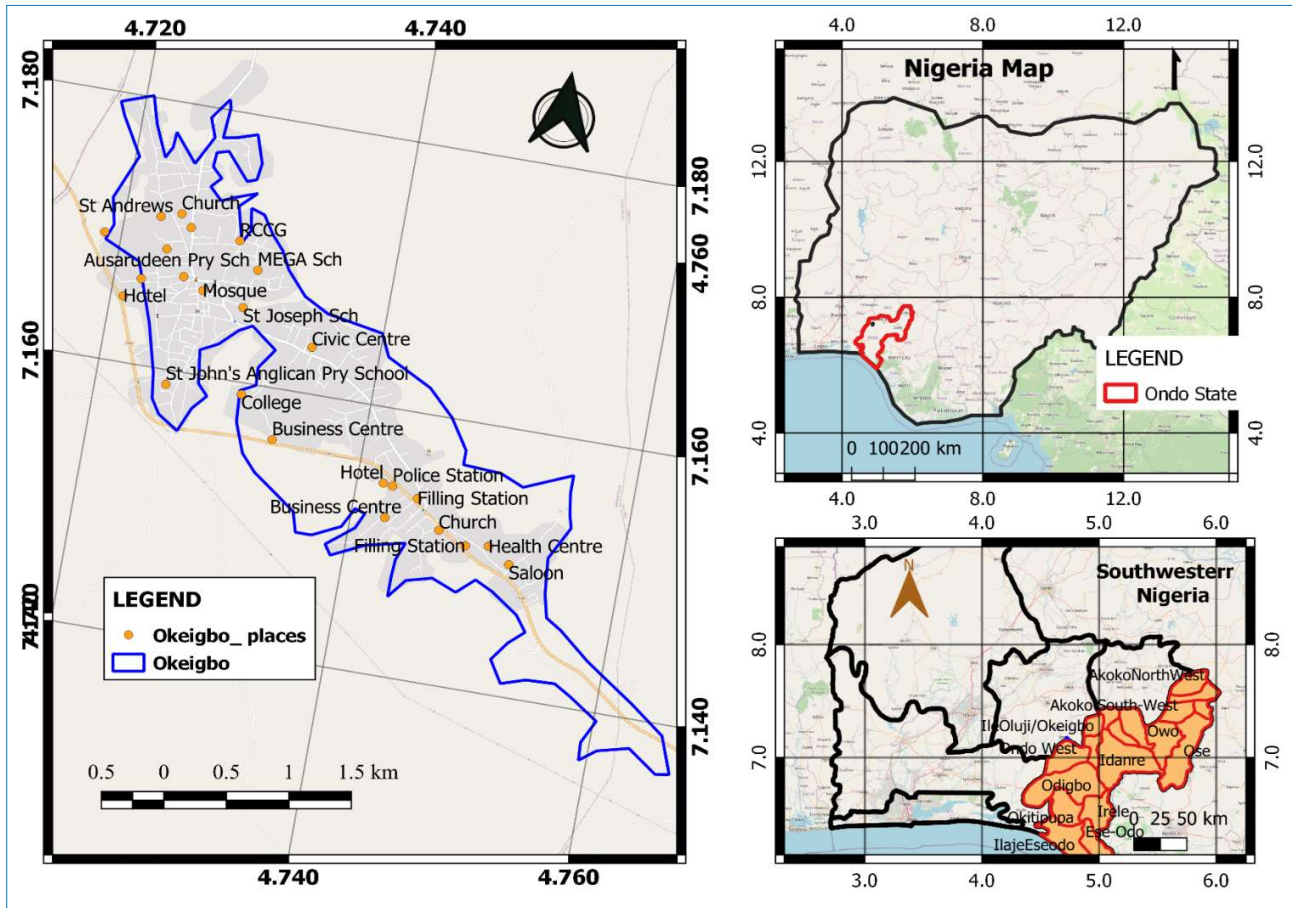 4.720
4.740
7.180
7.180
St Andrews
Church
RCCG
Ausarudeen Pry Sch
MEGA Sch
4.760
Hotel
Mosque
St Joseph Sch
Civic Centre
7.160
St John's Anglican Pry School
College
Business Centre
7.160
Hotel
Police Station
Business Centre
Filling Station
Church
Filling Station
Health Centre
Saloon
LEGEND
Okeigbo_ places
Okeigbo
7.140
0.5 0 0.5 1 1.5 km
4.740
4.760
4.0
8.0
12.0
Nigeria Map
12.0
12.0
8.0
8.0
LEGEND
Ondo State
4.0
4.0
0 100200 km
4.0
8.0
12.0
3.0
4.0
5.0
6.0
N
Southwesterr
Nigeria
8.0
8.0
AkokoNorthWest
Akoko South-West
IleOluji/Okeigbo
Owo
Ondo West
Ose
7.0
7.0
Idanre
Odigbo
Okitipupa
Irele
0 25 50 km
Ese-Odo
IlajeEseodo
3.0
4.0
5.0
6.0